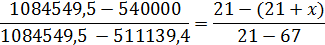 1084549,5 − 540000 / 1084549,5 − 511139,4 = 21 − (21 + x) / 21 − 67